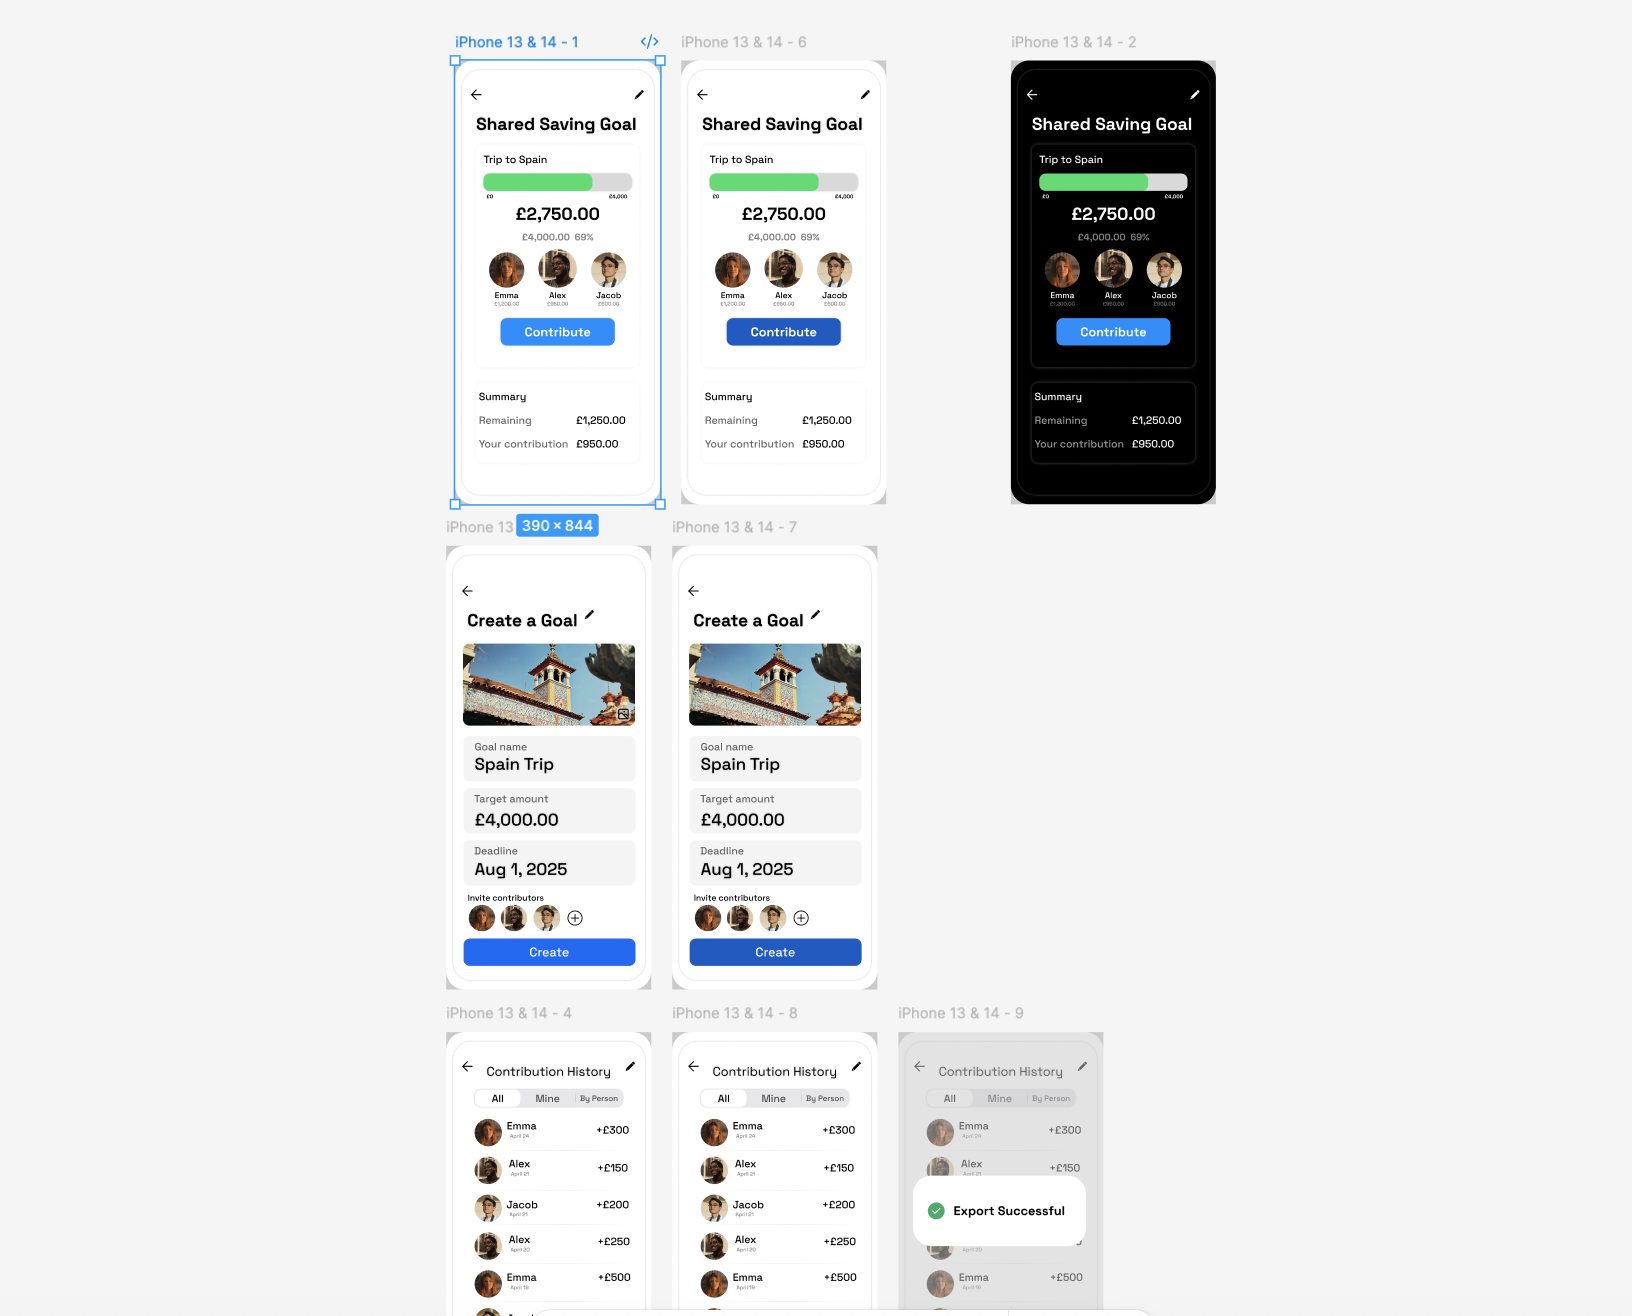 iPhone 13 & 14 - 1
Shared Saving Goal
Trip to Spain
£0 £4,000
£2,750.00
£4,000.00 69%
Emma Alex Jacob
£1,200.00 £950.00 £600.00
Contribute
Summary
Remaining £1,250.00
Your contribution £950.00
390 × 844
iPhone 13 & 14 - 6
Shared Saving Goal
Trip to Spain
£0 £4,000
£2,750.00
£4,000.00 69%
Emma Alex Jacob
£1,200.00 £950.00 £600.00
Contribute
Summary
Remaining £1,250.00
Your contribution £950.00
iPhone 13 & 14 - 2
Shared Saving Goal
Trip to Spain
£0 £4,000
£2,750.00
£4,000.00 69%
Emma Alex Jacob
£1,200.00 £950.00 £600.00
Contribute
Summary
Remaining £1,250.00
Your contribution £950.00
iPhone 13
Create a Goal
Goal name
Spain Trip
Target amount
£4,000.00
Deadline
Aug 1, 2025
Invite contributors
Create
iPhone 13 & 14 - 7
Create a Goal
Goal name
Spain Trip
Target amount
£4,000.00
Deadline
Aug 1, 2025
Invite contributors
Create
iPhone 13 & 14 - 4
Contribution History
All Mine By Person
Emma +£300
April 24
Alex +£150
April 21
Jacob +£200
April 21
Alex +£250
April 20
Emma +£500
April 19
iPhone 13 & 14 - 8
Contribution History
All Mine By Person
Emma +£300
April 24
Alex +£150
April 21
Jacob +£200
April 21
Alex +£250
April 20
Emma +£500
April 19
iPhone 13 & 14 - 9
Contribution History
All Mine By Person
Emma +£300
April 24
Alex +£150
April 21
Export Successful
April 20
Emma +£500
April 19